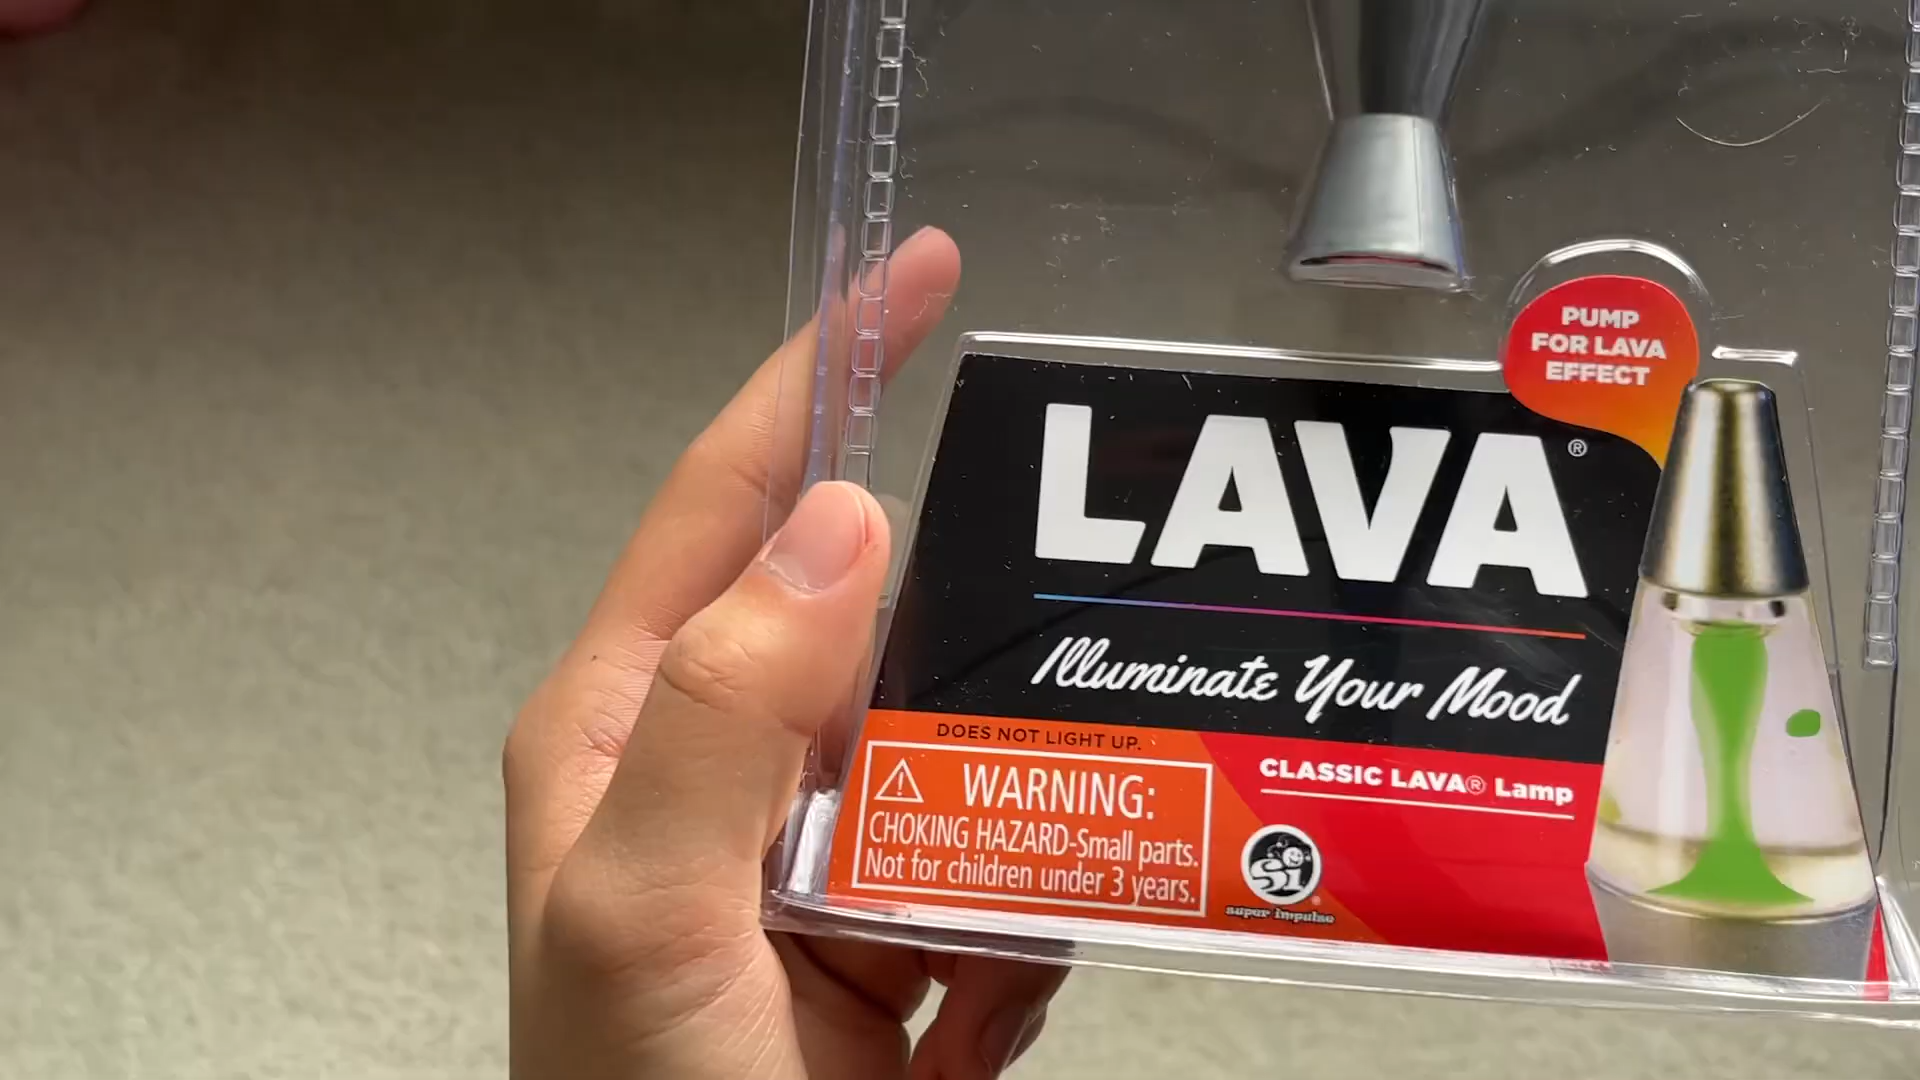 PUMP
FOR LAVA
EFFECT
LAVA®
Illuminate Your Mood
DOES NOT LIGHT UP.
WARNING:
CHOKING HAZARD-Small parts.
Not for children under 3 years.
CLASSIC LAVA® Lamp
SI®
super impulse